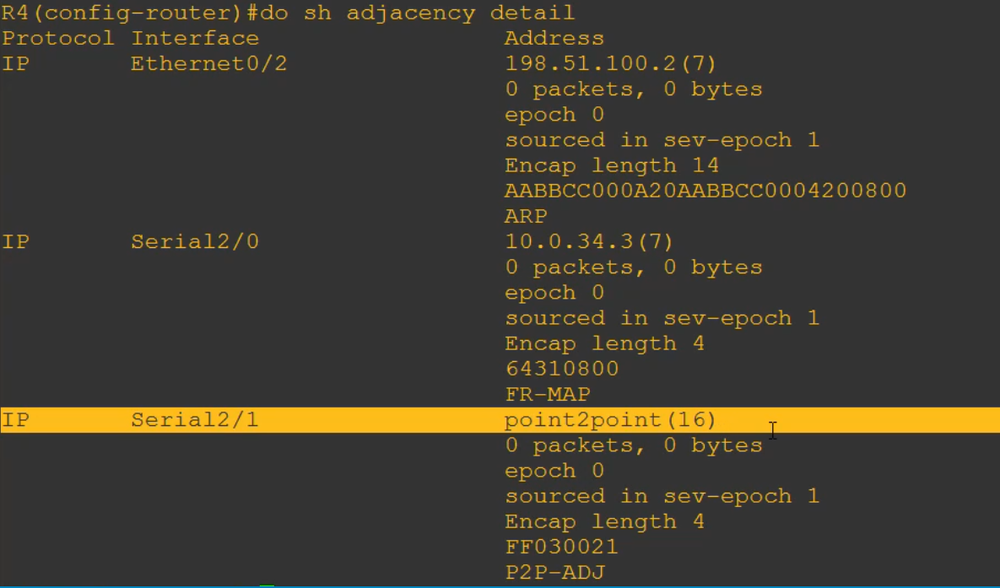 R4(config-router)#do sh adjacency detail
Protocol Interface                 Address
IP       Ethernet0/2               198.51.100.2(7)
                                   0 packets, 0 bytes
                                   epoch 0
                                   sourced in sev-epoch 1
                                   Encap length 14
                                   AABBCC000A20AABBCC0004200800
                                   ARP
IP       Serial2/0                 10.0.34.3(7)
                                   0 packets, 0 bytes
                                   epoch 0
                                   sourced in sev-epoch 1
                                   Encap length 4
                                   64310800
                                   FR-MAP
IP       Serial2/1                 point2point(16)
                                   0 packets, 0 bytes
                                   epoch 0
                                   sourced in sev-epoch 1
                                   Encap length 4
                                   FF030021
                                   P2P-ADJ